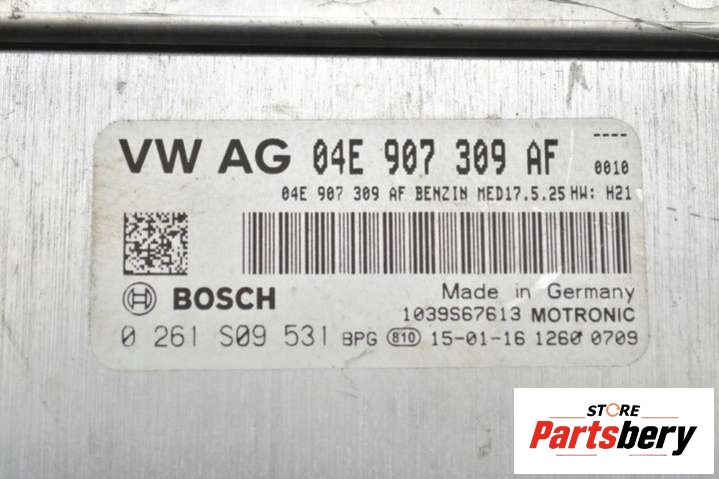 ----
VW AG 04E 907 309 AF 0010
04E 907 309 AF BENZIN MED17.5.25 HW: H21
BOSCH
Made in Germany
1039S67613 MOTRONIC
0 261 S09 531 BPG 810 15-01-16 1260 0709
STORE
Partsbery